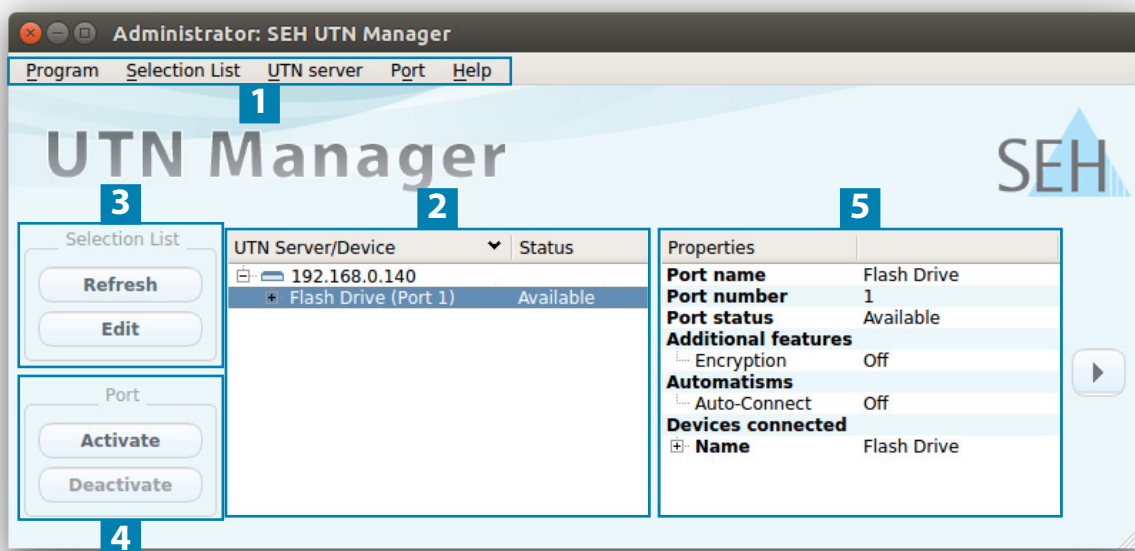 Administrator: SEH UTN Manager
Program Selection List UTN server Port Help
1
UTN Manager
SEH
3
2
5
Selection List
Refresh
Edit
UTN Server/Device Status
192.168.0.140
Flash Drive (Port 1) Available
Properties
Port name Flash Drive
Port number 1
Port status Available
Additional features
Encryption Off
Automatisms
Auto-Connect Off
Devices connected
Name Flash Drive
Port
Activate
Deactivate
4